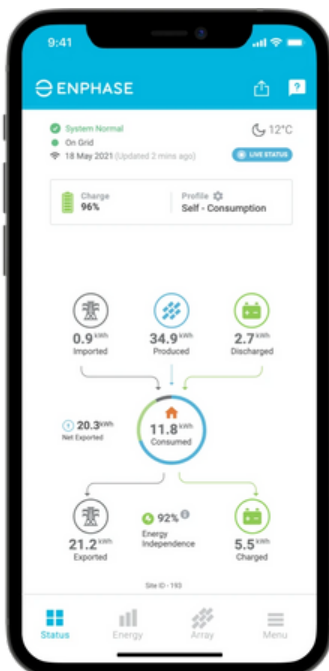 9:41
ENPHASE
?
System Normal
12°C
On Grid
18 May 2021 (Updated 2 mins ago)
LIVE STATUS
Charge
96%
Profile
Self - Consumption
0.9 kWh
Imported
34.9 kWh
Produced
2.7 kWh
Discharged
20.3 kWh
Net Exported
11.8 kWh
Consumed
21.2 kWh
Exported
92%
Energy
Independence
5.5 kWh
Charged
Site ID - 193
Status
Energy
Array
Menu